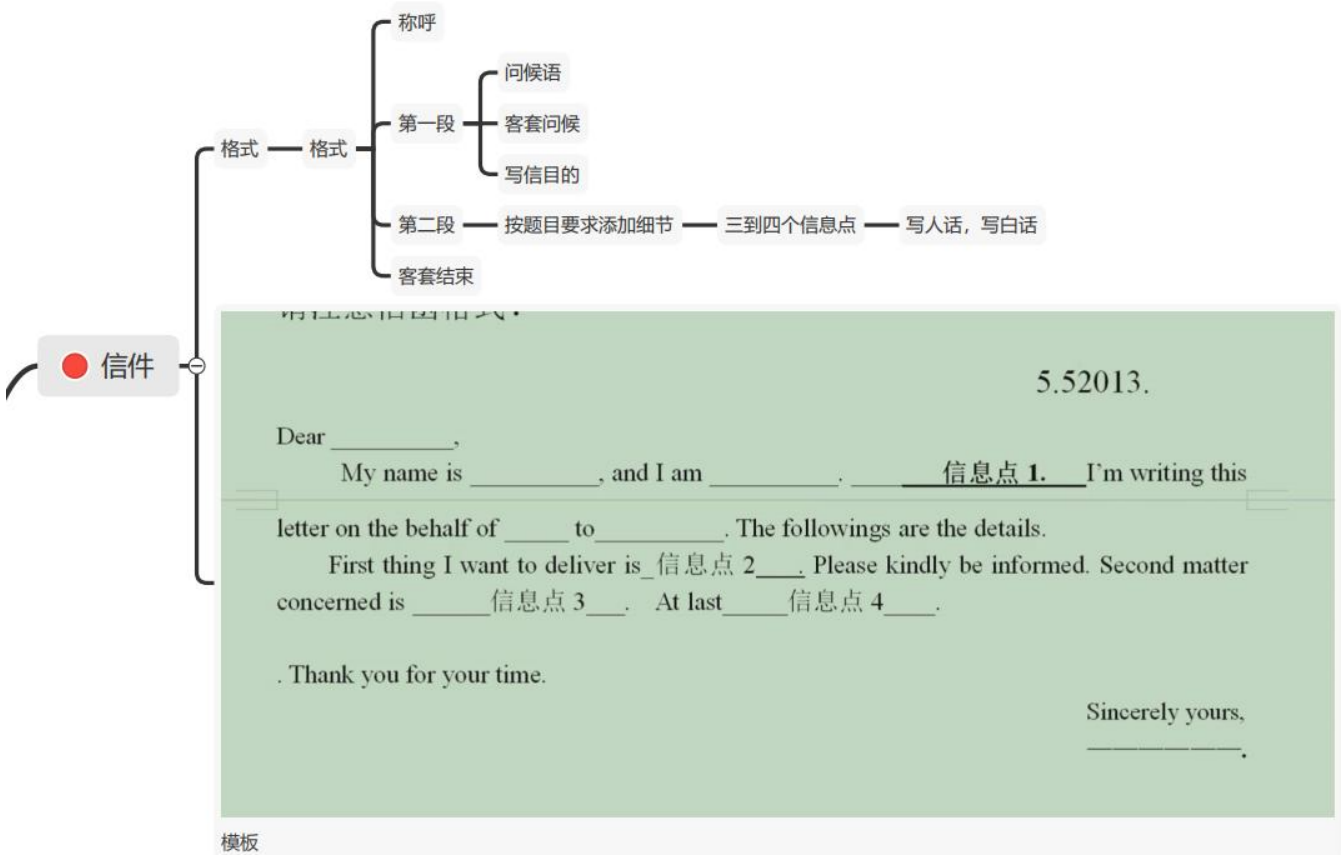 称呼
问候语
第一段
客套问候
格式
格式
写信目的
第二段
按题目要求添加细节
三到四个信息点
写人话，写白话
客套结束
信件
5.52013.
Dear __________,
My name is __________, and I am __________. ________信息点 1.___I'm writing this
letter on the behalf of _____ to__________. The followings are the details.
First thing I want to deliver is_信息点 2___. Please kindly be informed. Second matter
concerned is ______信息点 3___. At last_____信息点 4____.
. Thank you for your time.
Sincerely yours,
——————.
模板